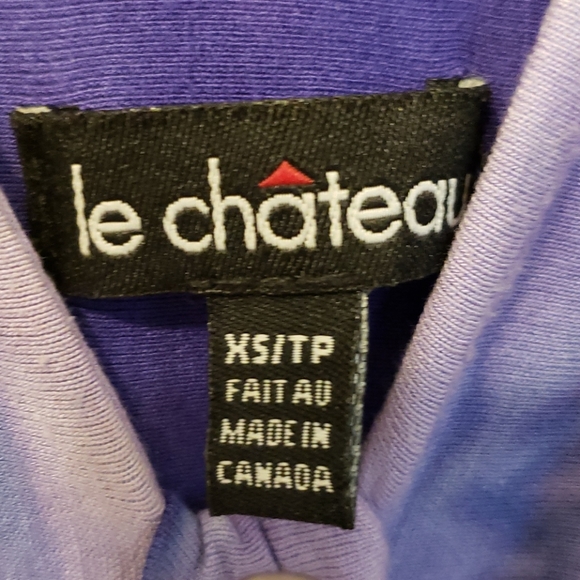 le château
XS/TP
FAIT AU
MADE IN
CANADA